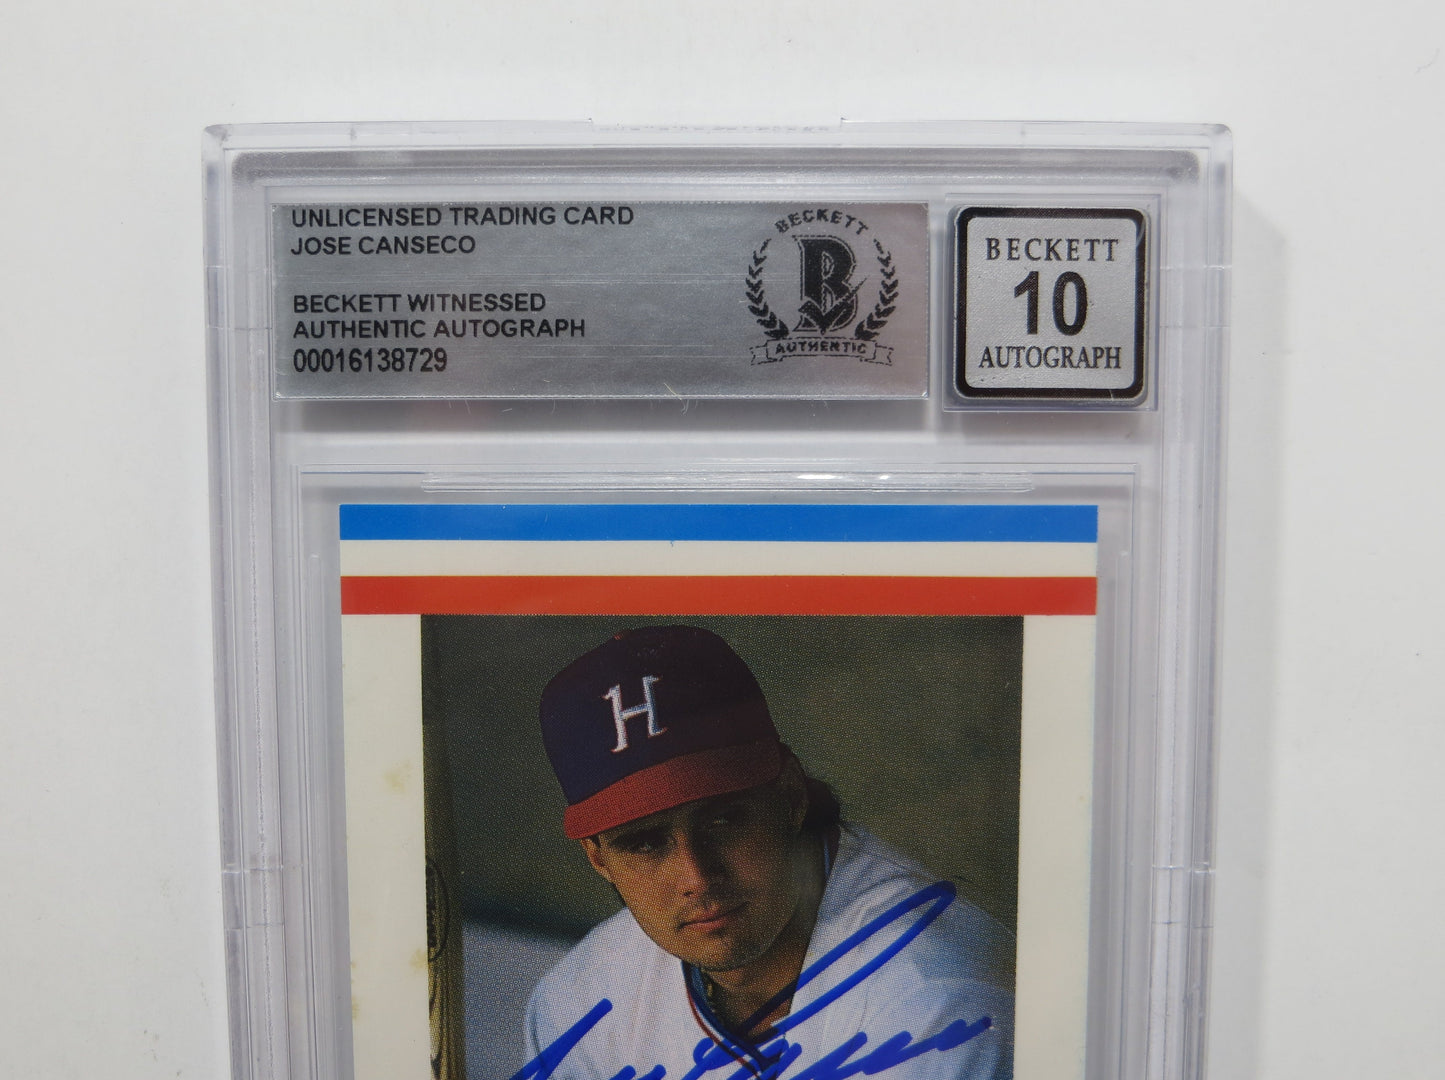 UNLICENSED TRADING CARD
JOSE CANSECO
BECKETT WITNESSED
AUTHENTIC AUTOGRAPH
00016138729
BECKETT
B
AUTHENTIC
BECKETT
10
AUTOGRAPH
H